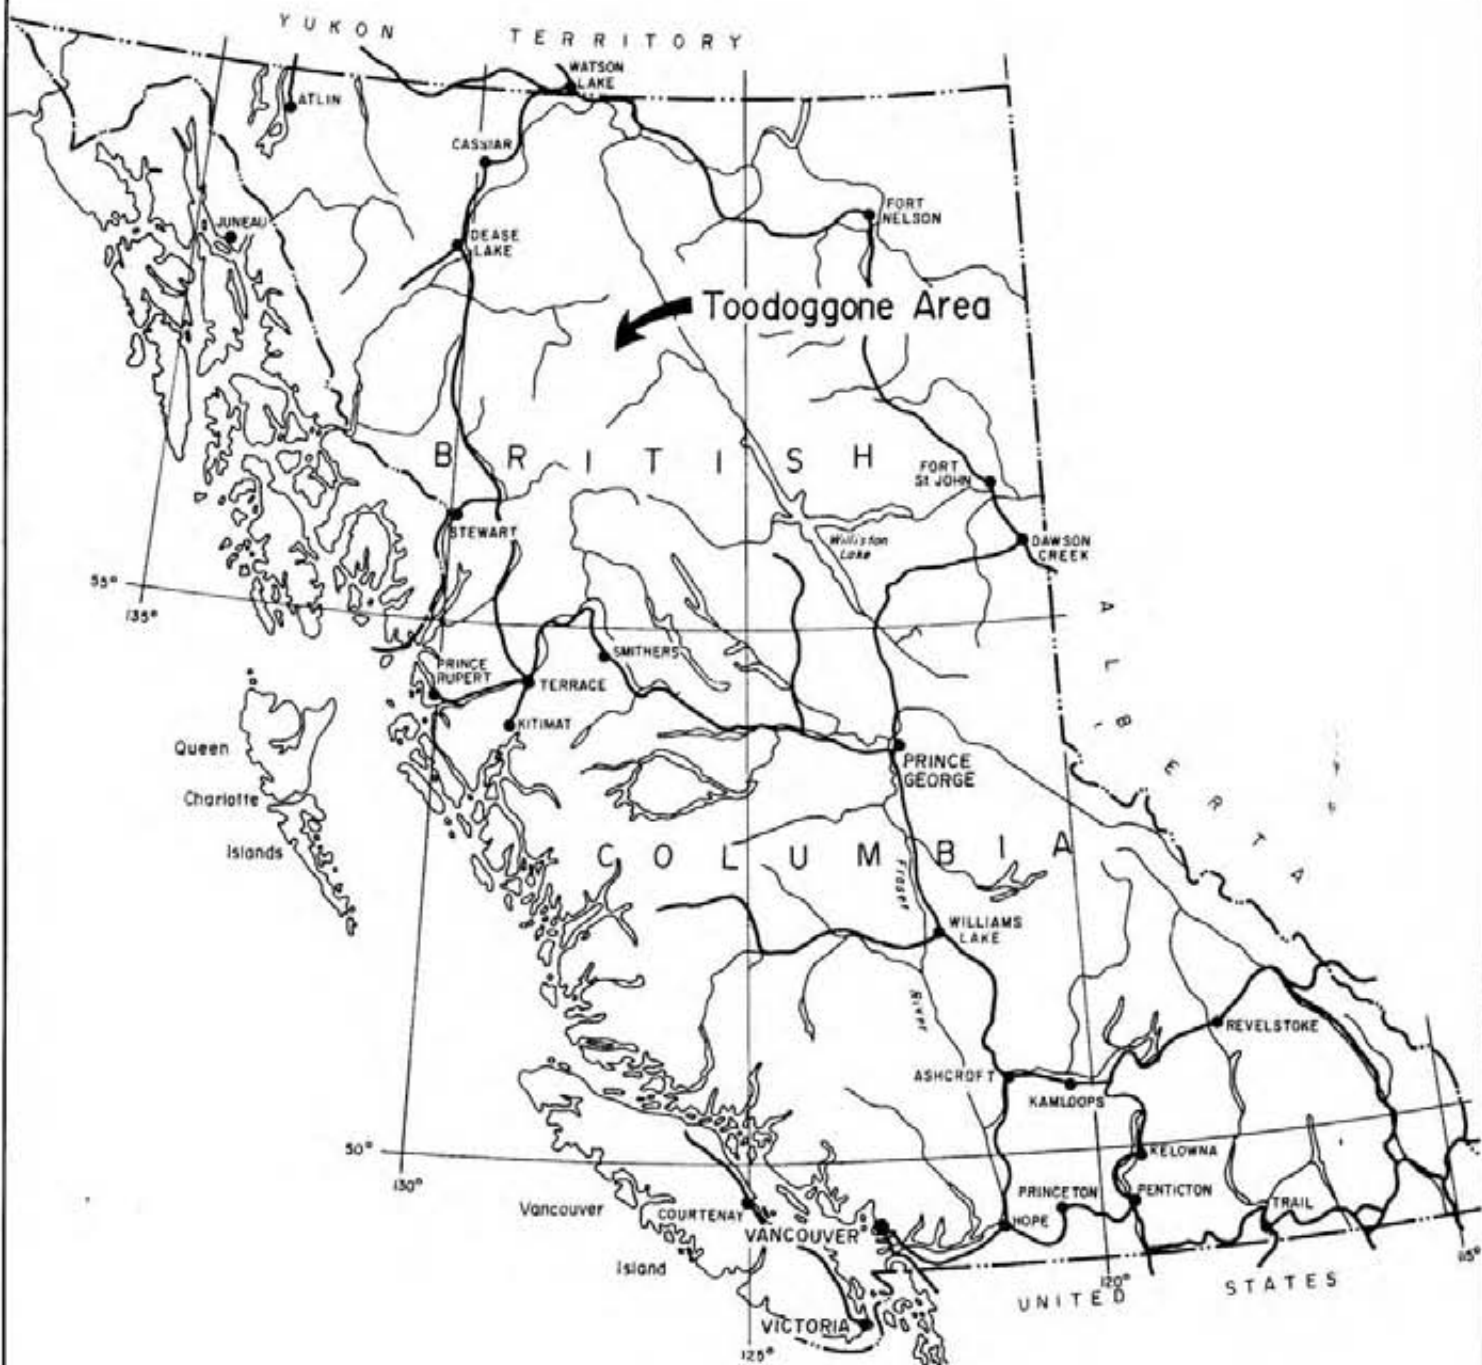 YUKON TERRITORY
WATSON
LAKE
ATLIN
CASSIAR
JUNEAU
DEASE
LAKE
FORT
NELSON
Toodoggone Area
BRITISH
FORT
St JOHN
STEWART
Williston
Lake
DAWSON
CREEK
55°
135°
ALBERTA
PRINCE
RUPERT
SMITHERS
TERRACE
KITIMAT
Queen
Charlotte
Islands
PRINCE
GEORGE
COLUMBIA
Fraser
River
WILLIAMS
LAKE
REVELSTOKE
ASHCROFT
KAMLOOPS
50°
130°
KELOWNA
Vancouver
Island
COURTENAY
VANCOUVER
PRINCETON
PENTICTON
HOPE
TRAIL
120°
115°
UNITED STATES
VICTORIA
125°